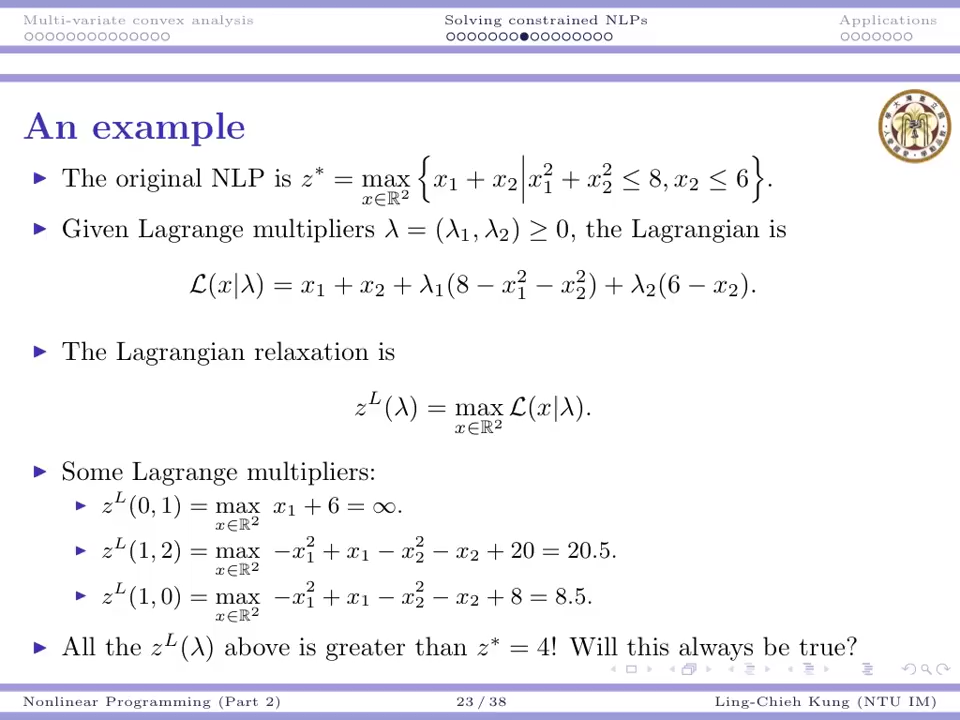 Multi-variate convex analysis Solving constrained NLPs Applications
An example
The original NLP is z* = max_{x∈ℝ²} { x₁ + x₂ | x₁² + x₂² ≤ 8, x₂ ≤ 6 }.
Given Lagrange multipliers λ = (λ₁, λ₂) ≥ 0, the Lagrangian is
ℒ(x|λ) = x₁ + x₂ + λ₁(8 − x₁² − x₂²) + λ₂(6 − x₂).
The Lagrangian relaxation is
z^L(λ) = max_{x∈ℝ²} ℒ(x|λ).
Some Lagrange multipliers:
z^L(0, 1) = max_{x∈ℝ²} x₁ + 6 = ∞.
z^L(1, 2) = max_{x∈ℝ²} −x₁² + x₁ − x₂² − x₂ + 20 = 20.5.
z^L(1, 0) = max_{x∈ℝ²} −x₁² + x₁ − x₂² − x₂ + 8 = 8.5.
All the z^L(λ) above is greater than z* = 4! Will this always be true?
Nonlinear Programming (Part 2) 23 / 38 Ling-Chieh Kung (NTU IM)